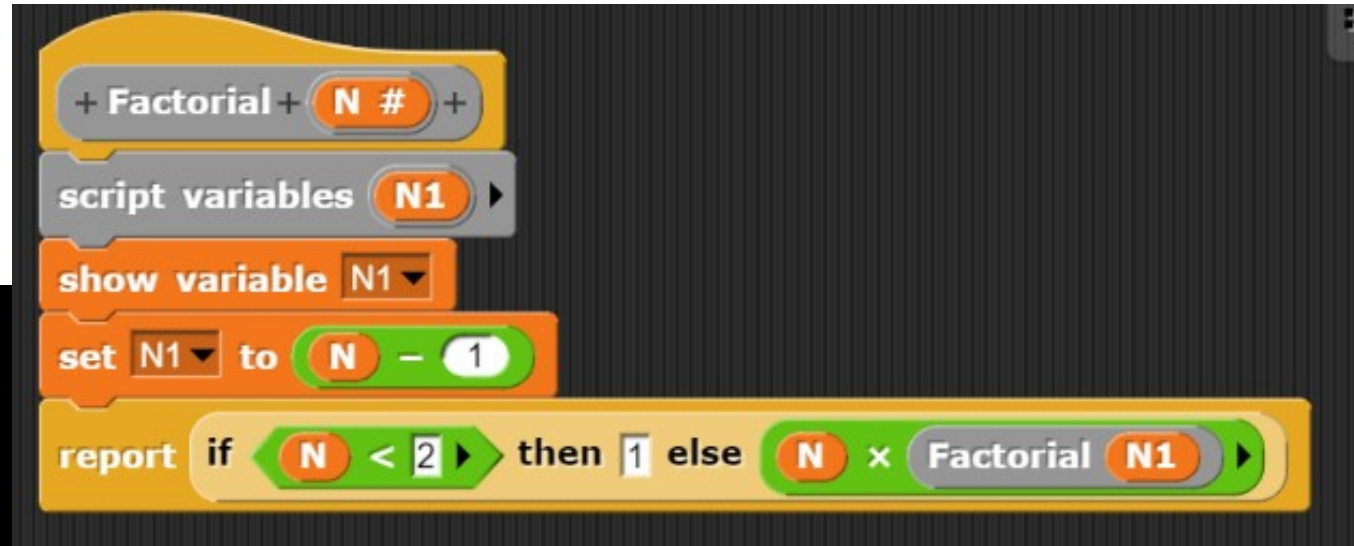 + Factorial + N # +
script variables N1
show variable N1
set N1 to N − 1
report if N < 2 then 1 else N × Factorial N1